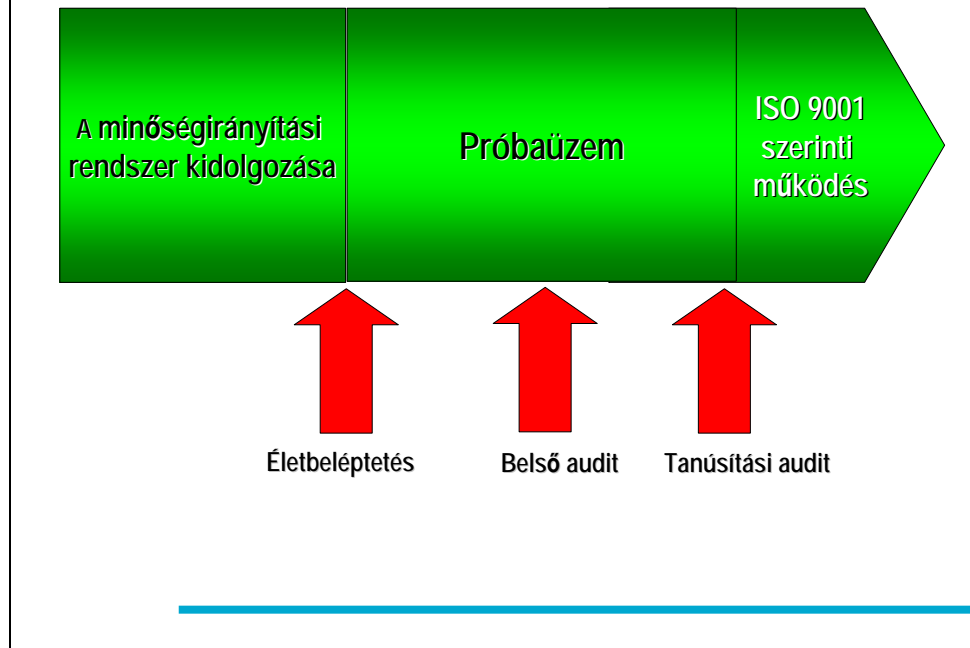 A minőségirányítási
rendszer kidolgozása
Próbaüzem
ISO 9001
szerinti
működés
Életbeléptetés
Belső audit
Tanúsítási audit